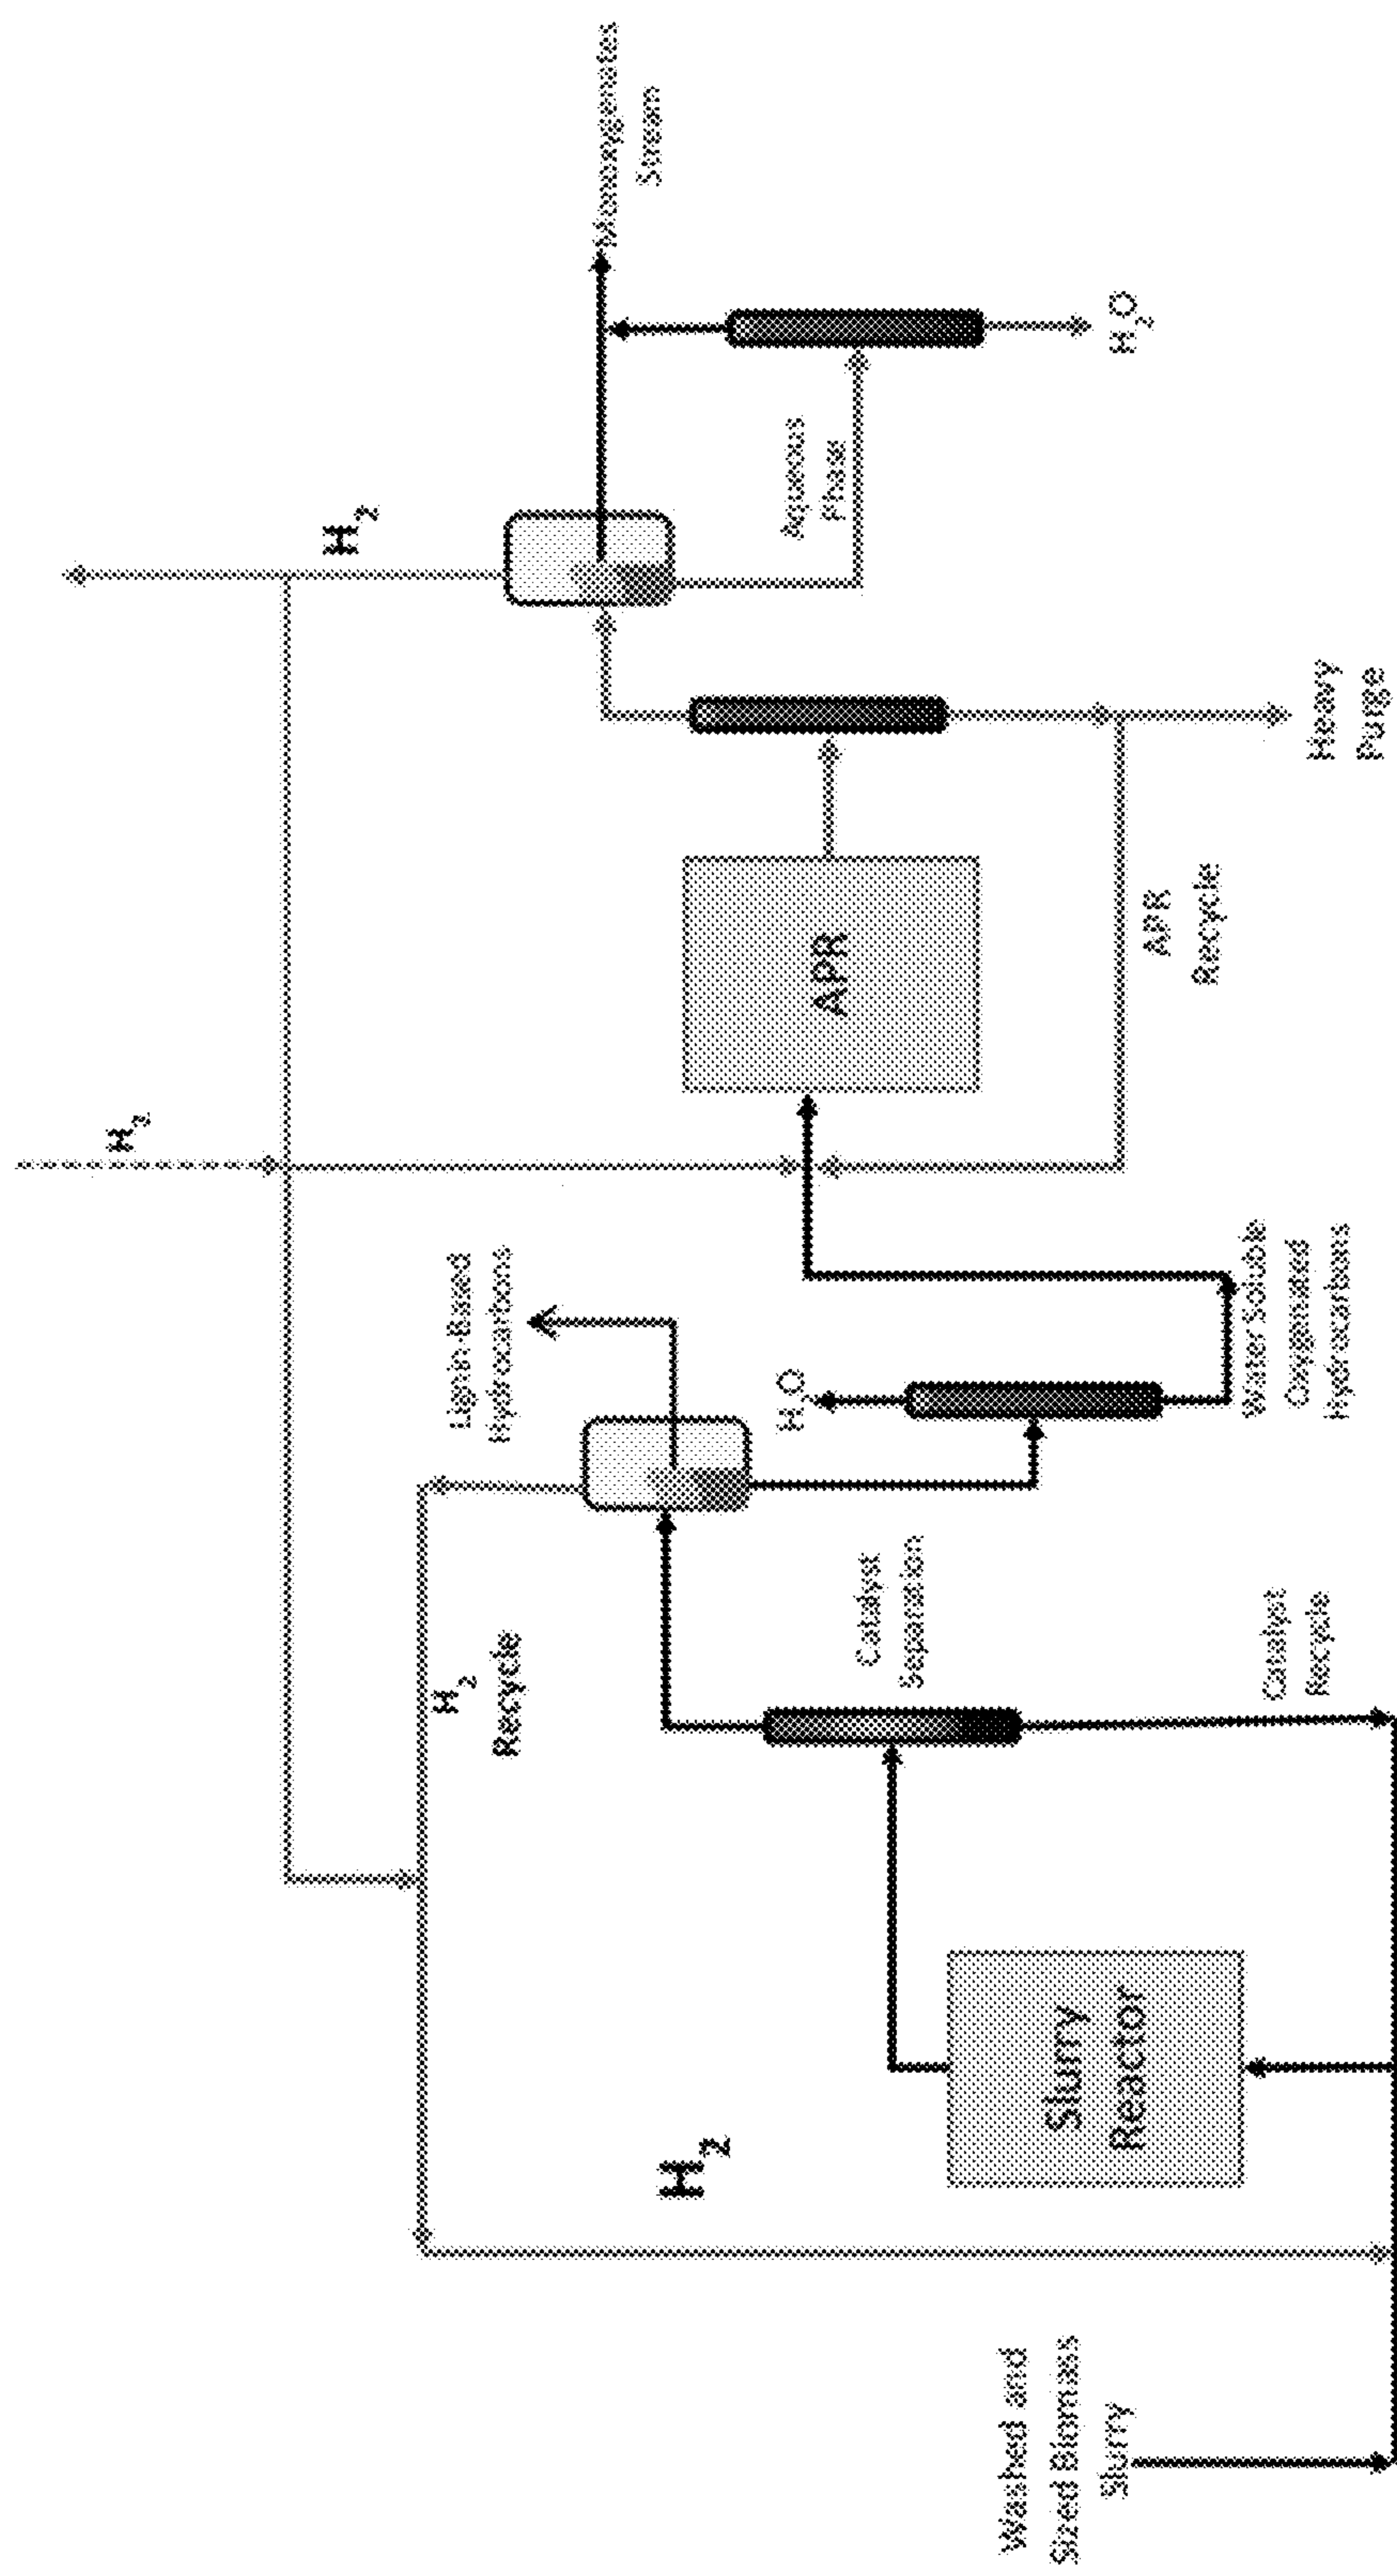 Washed and
Sized Biomass
Slurry
H2
Slurry
Reactor
H2
Recycle
Catalyst
Separation
Catalyst
Recycle
Lignin-Based
Hydrocarbons
H2O
Water Soluble
Oxygenated
Hydrocarbons
H2
APR
APR
Recycle
Heavy
Purge
H2
Aqueous
Phase
Monoxygenates
Stream
H2O